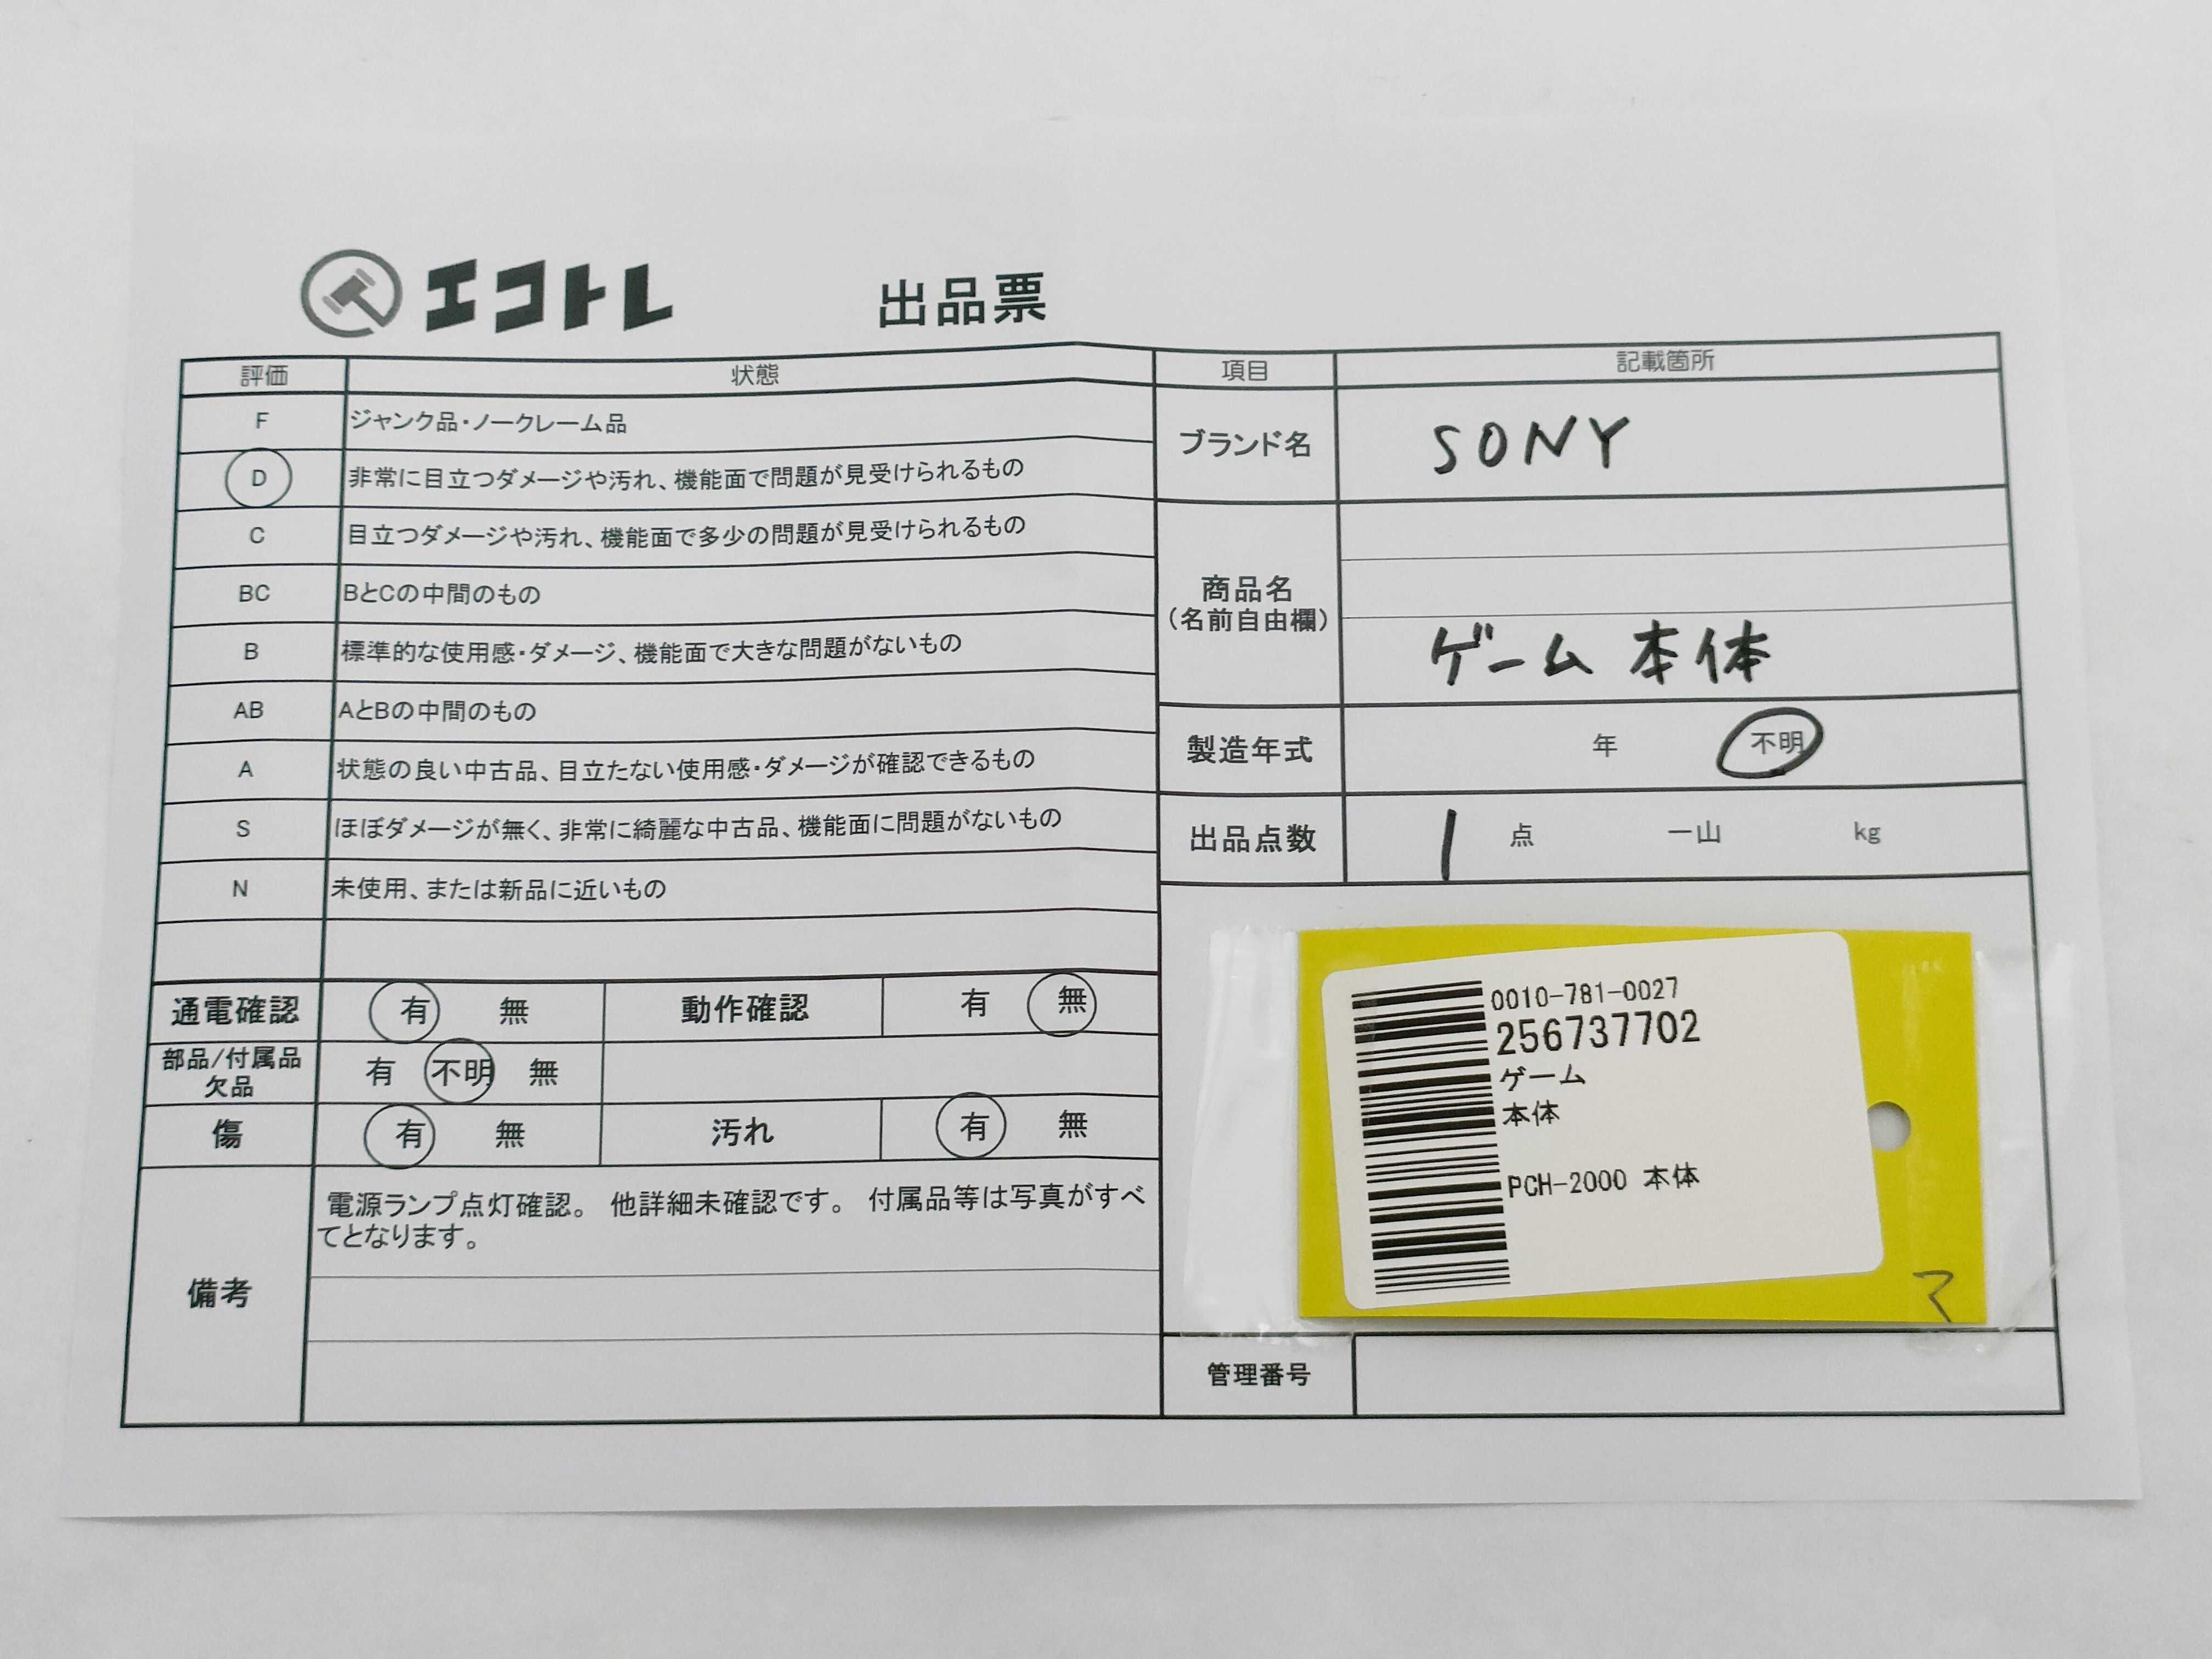 エコトレ
出品票
評価 状態
F ジャンク品・ノークレーム品
D 非常に目立つダメージや汚れ、機能面で問題が見受けられるもの
C 目立つダメージや汚れ、機能面で多少の問題が見受けられるもの
BC BとCの中間のもの
B 標準的な使用感・ダメージ、機能面で大きな問題がないもの
AB AとBの中間のもの
A 状態の良い中古品、目立たない使用感・ダメージが確認できるもの
S ほぼダメージが無く、非常に綺麗な中古品、機能面に問題がないもの
N 未使用、または新品に近いもの
通電確認 有 無 動作確認 有 無
部品/付属品
欠品
有 不明 無
傷 有 無 汚れ 有 無
備考
電源ランプ点灯確認。 他詳細未確認です。 付属品等は写真がすべ
てとなります。
項目 記載箇所
ブランド名 SONY
商品名
(名前自由欄)
ゲーム本体
製造年式 年 不明
出品点数 1 点 一山 kg
0010-781-0027
256737702
ゲーム
本体
PCH-2000 本体
マ
管理番号